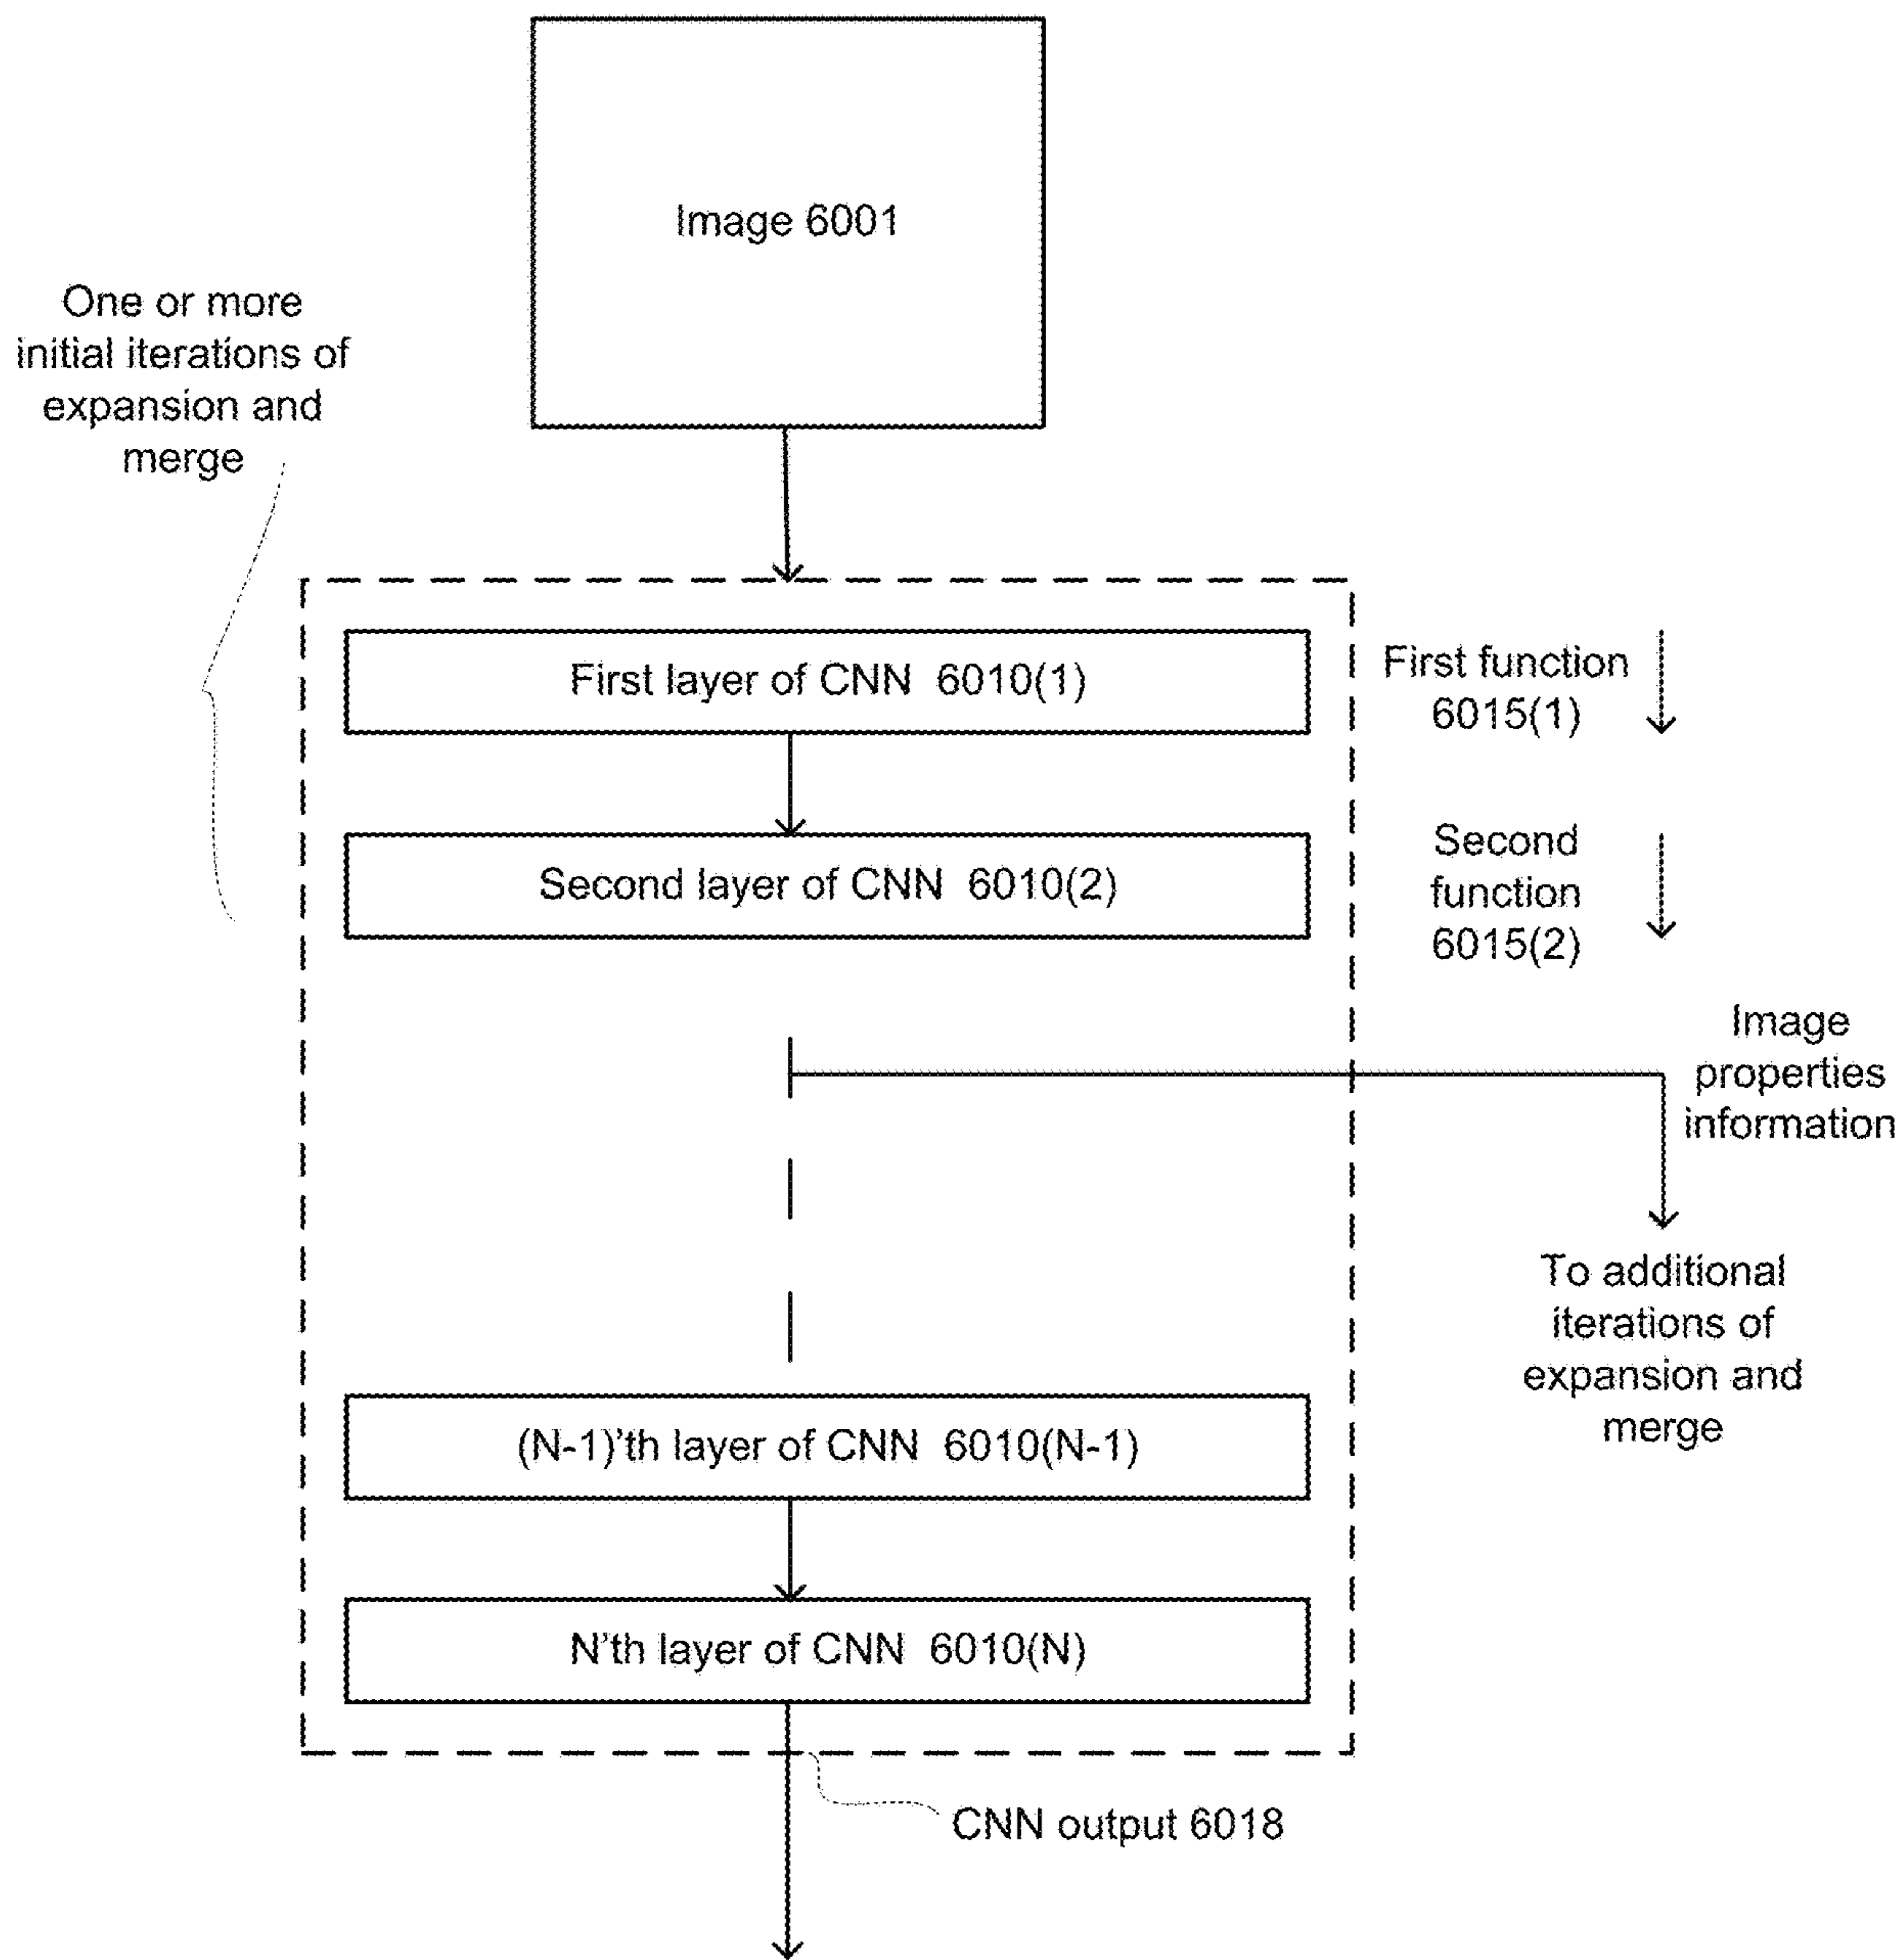 Image 6001
One or more
initial iterations of
expansion and
merge
First layer of CNN 6010(1)
First function
6015(1)
Second layer of CNN 6010(2)
Second
function
6015(2)
Image
properties
information
To additional
iterations of
expansion and
merge
(N-1)'th layer of CNN 6010(N-1)
N'th layer of CNN 6010(N)
CNN output 6018